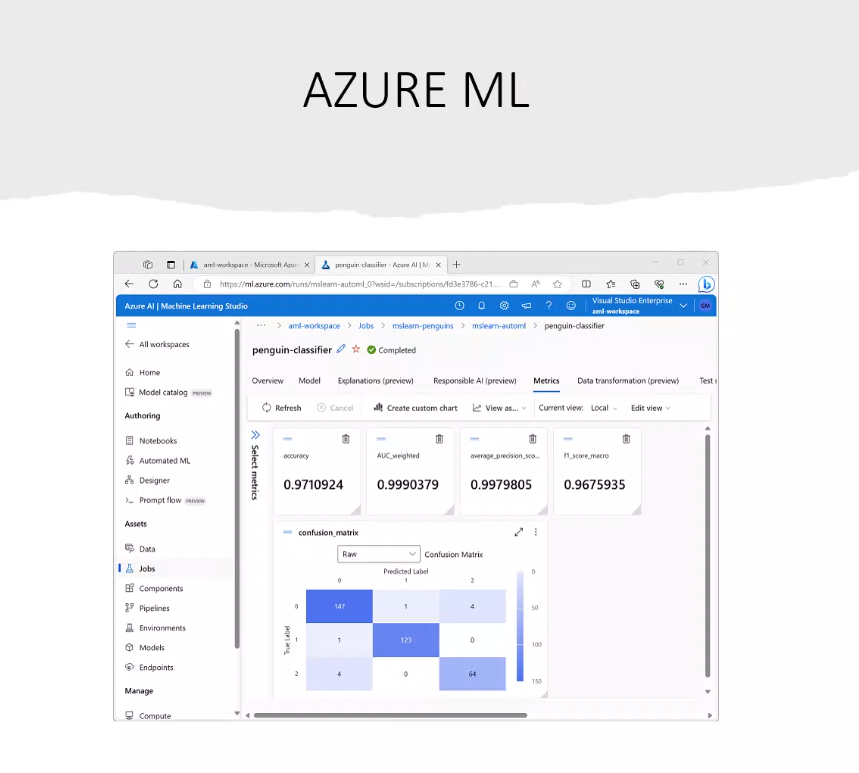 AZURE ML
aml-workspace - Microsoft Azure
penguin-classifier - Azure AI | M
https://ml.azure.com/runs/mslearn-automl_0?wsid=/subscriptions/fd3e3786-c21...
Azure AI | Machine Learning Studio
Visual Studio Enterprise
aml-workspace
GM
aml-workspace > Jobs > mslearn-penguins > mslearn-automl > penguin-classifier
penguin-classifier
Completed
Overview Model Explanations (preview) Responsible AI (preview) Metrics Data transformation (preview) Test
Refresh Cancel Create custom chart View as... Current view: Local Edit view
All workspaces
Home
Model catalog PREVIEW
Authoring
Notebooks
Automated ML
Designer
Prompt flow PREVIEW
Assets
Data
Jobs
Components
Pipelines
Environments
Models
Endpoints
Manage
Compute
Select metrics
accuracy
0.9710924
AUC_weighted
0.9990379
average_precision_sco...
0.9979805
f1_score_macro
0.9675935
confusion_matrix
Raw Confusion Matrix
Predicted Label
0 1 2
True Label
0 147 1 4
1 1 123 0
2 4 0 64
0
50
100
150